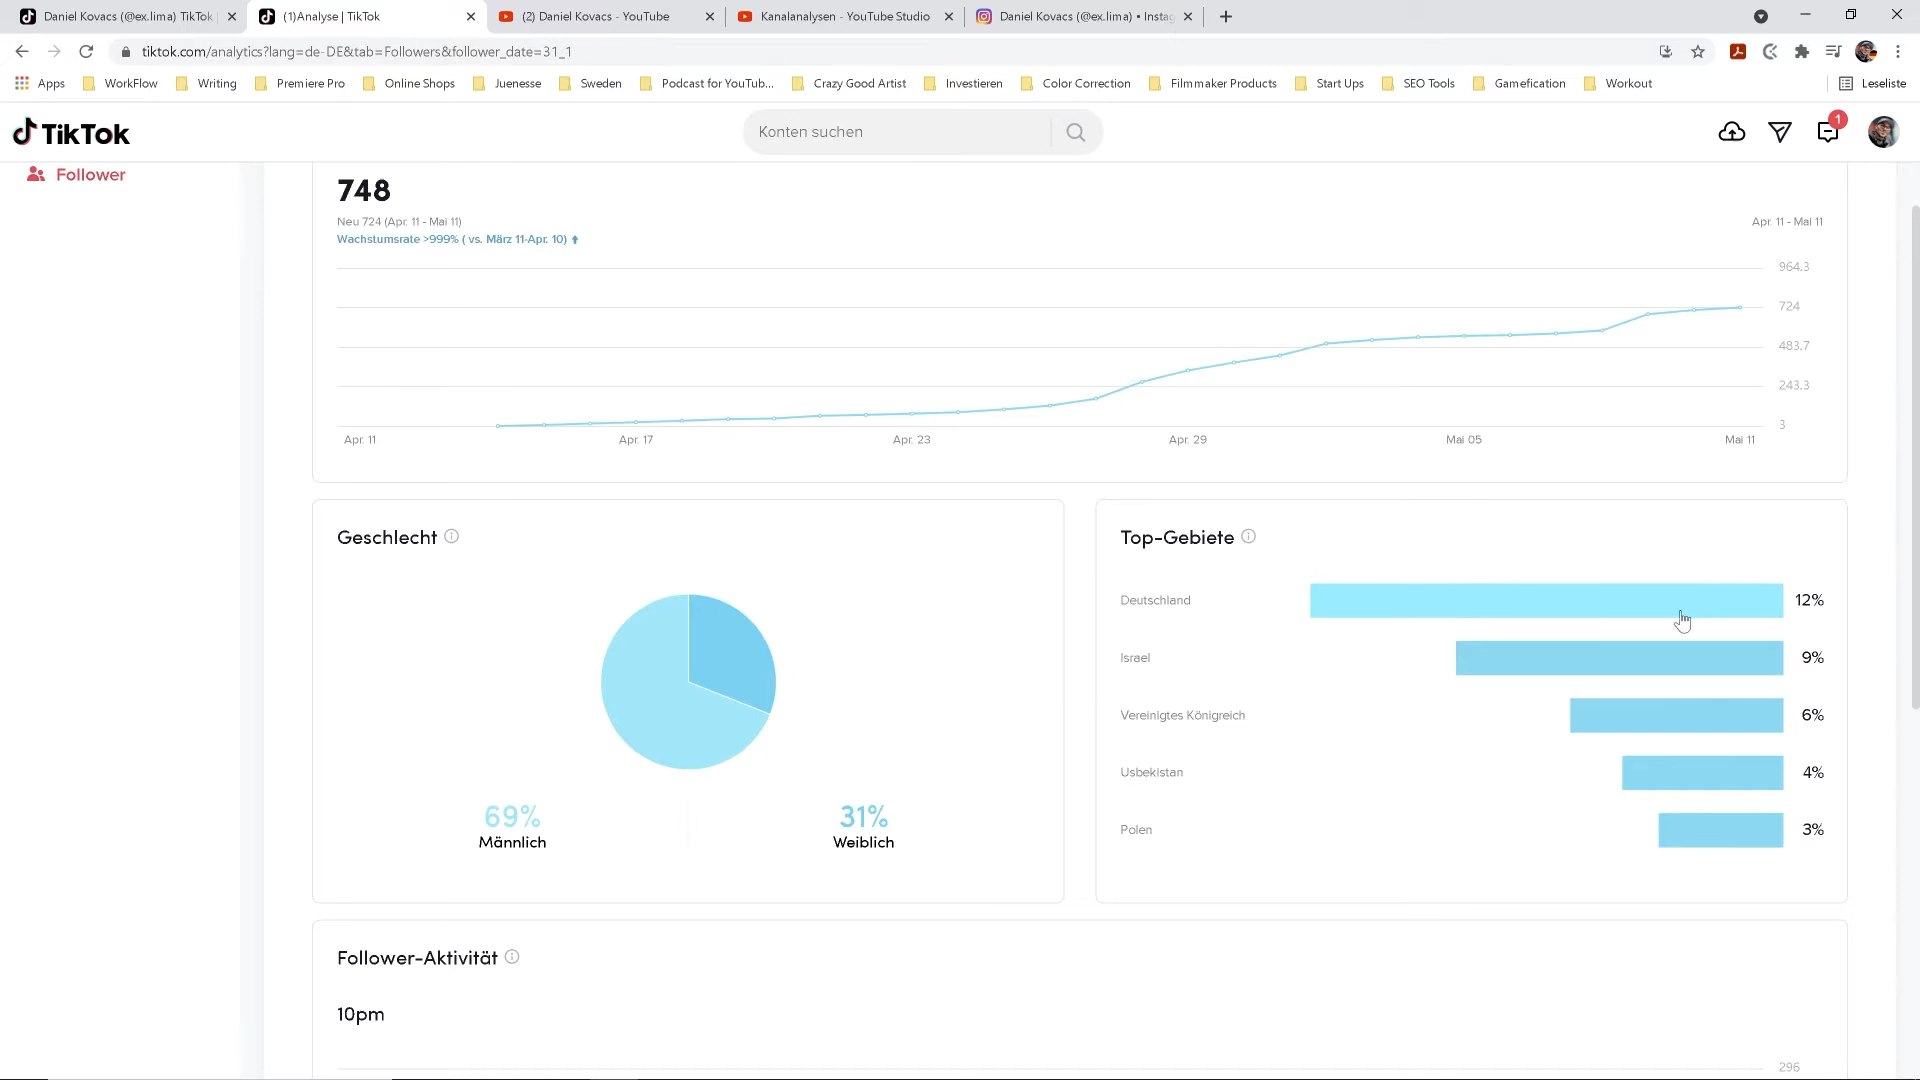 Daniel Kovacs (@ex.lima) TikTok
(1)Analyse | TikTok
(2) Daniel Kovacs - YouTube
Kanalanalysen - YouTube Studio
Daniel Kovacs (@ex.lima) • Insta
tiktok.com/analytics?lang=de-DE&tab=Followers&follower_date=31_1
Apps
WorkFlow
Writing
Premiere Pro
Online Shops
Juenesse
Sweden
Podcast for YouTub...
Crazy Good Artist
Investieren
Color Correction
Filmmaker Products
Start Ups
SEO Tools
Gamefication
Workout
Leseliste
TikTok
Konten suchen
1
Follower
748
Neu 724 (Apr. 11 - Mai 11)
Apr. 11 - Mai 11
Wachstumsrate >999% ( vs. März 11-Apr. 10)
964.3
724
483.7
243.3
3
Apr. 11
Apr. 17
Apr. 23
Apr. 29
Mai 05
Mai 11
Geschlecht
69%
Männlich
31%
Weiblich
Top-Gebiete
Deutschland 12%
Israel 9%
Vereinigtes Königreich 6%
Usbekistan 4%
Polen 3%
Follower-Aktivität
10pm
296